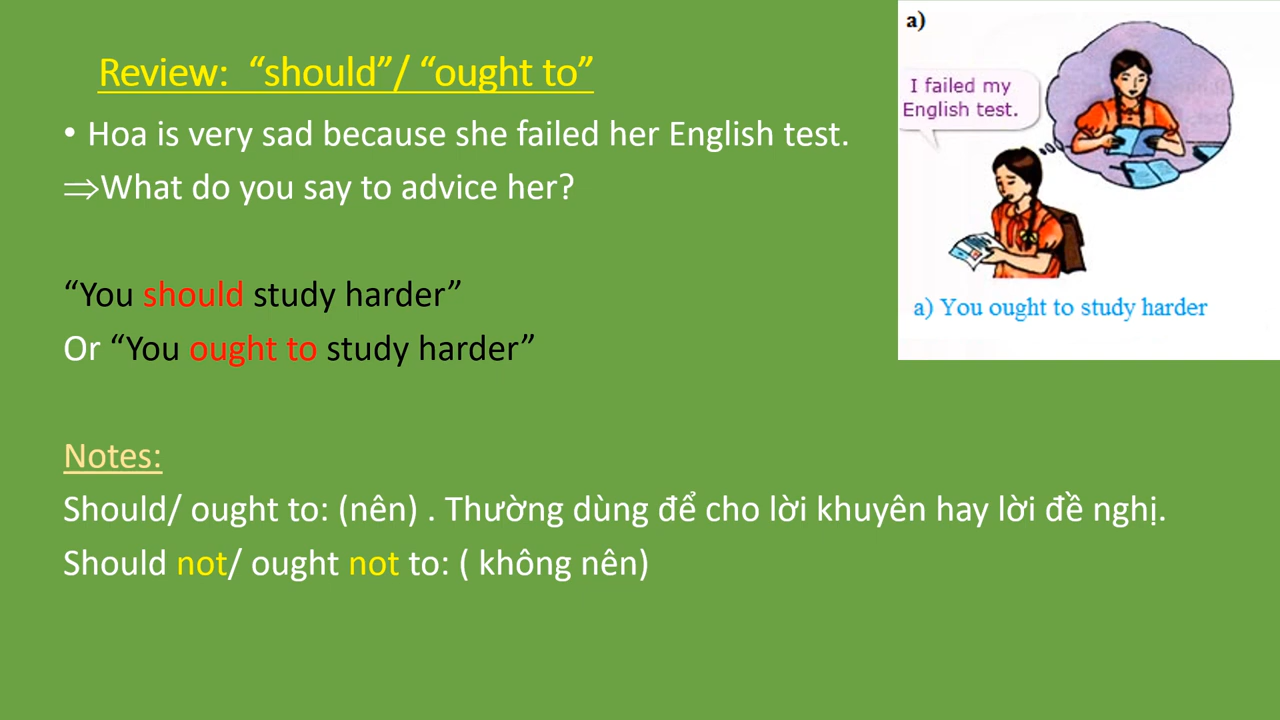 Review: “should”/ “ought to”
• Hoa is very sad because she failed her English test.
⇒What do you say to advice her?
“You should study harder”
Or “You ought to study harder”
Notes:
Should/ ought to: (nên) . Thường dùng để cho lời khuyên hay lời đề nghị.
Should not/ ought not to: ( không nên)
a)
I failed my
English test.
a) You ought to study harder